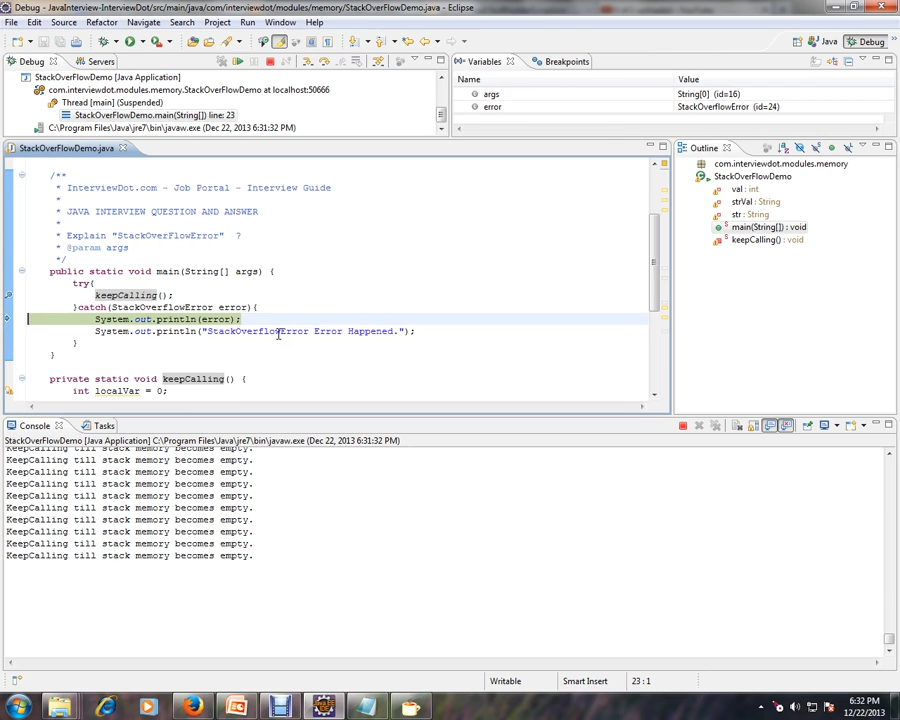 Debug - JavaInterview-InterviewDot/src/main/java/com/interviewdot/modules/memory/StackOverFlowDemo.java - Eclipse
File Edit Source Refactor Navigate Search Project Run Window Help
Java Debug
Debug Servers
StackOverFlowDemo [Java Application]
com.interviewdot.modules.memory.StackOverFlowDemo at localhost:50666
Thread [main] (Suspended)
StackOverFlowDemo.main(String[]) line: 23
C:\Program Files\Java\jre7\bin\javaw.exe (Dec 22, 2013 6:31:32 PM)
Variables Breakpoints
Name Value
args String[0] (id=16)
error StackOverflowError (id=24)
StackOverFlowDemo.java
/**
* InterviewDot.com - Job Portal - Interview Guide
*
* JAVA INTERVIEW QUESTION AND ANSWER
*
* Explain "StackOverFlowError" ?
* @param args
*/
public static void main(String[] args) {
try{
keepCalling();
}catch(StackOverflowError error){
System.out.println(error);
System.out.println("StackOverflowError Error Happened.");
}
}
private static void keepCalling() {
int localVar = 0;
Outline
com.interviewdot.modules.memory
StackOverFlowDemo
val : int
strVal : String
str : String
main(String[]) : void
keepCalling() : void
Console Tasks
StackOverFlowDemo [Java Application] C:\Program Files\Java\jre7\bin\javaw.exe (Dec 22, 2013 6:31:32 PM)
KeepCalling till stack memory becomes empty.
KeepCalling till stack memory becomes empty.
KeepCalling till stack memory becomes empty.
KeepCalling till stack memory becomes empty.
KeepCalling till stack memory becomes empty.
KeepCalling till stack memory becomes empty.
KeepCalling till stack memory becomes empty.
KeepCalling till stack memory becomes empty.
KeepCalling till stack memory becomes empty.
KeepCalling till stack memory becomes empty.
Writable Smart Insert 23 : 1
6:32 PM
12/22/2013